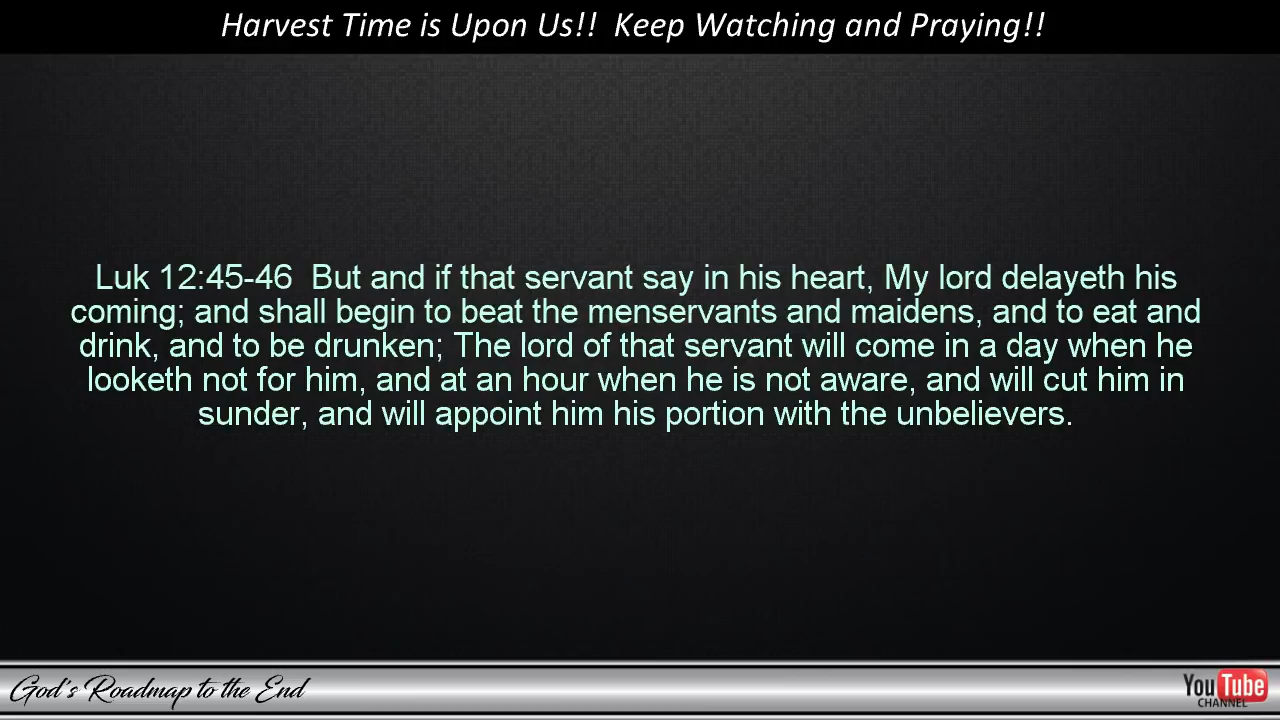 Harvest Time is Upon Us!!  Keep Watching and Praying!!
Luk 12:45-46  But and if that servant say in his heart, My lord delayeth his
coming; and shall begin to beat the menservants and maidens, and to eat and
drink, and to be drunken; The lord of that servant will come in a day when he
looketh not for him, and at an hour when he is not aware, and will cut him in
sunder, and will appoint him his portion with the unbelievers.
God's Roadmap to the End
YouTube
CHANNEL